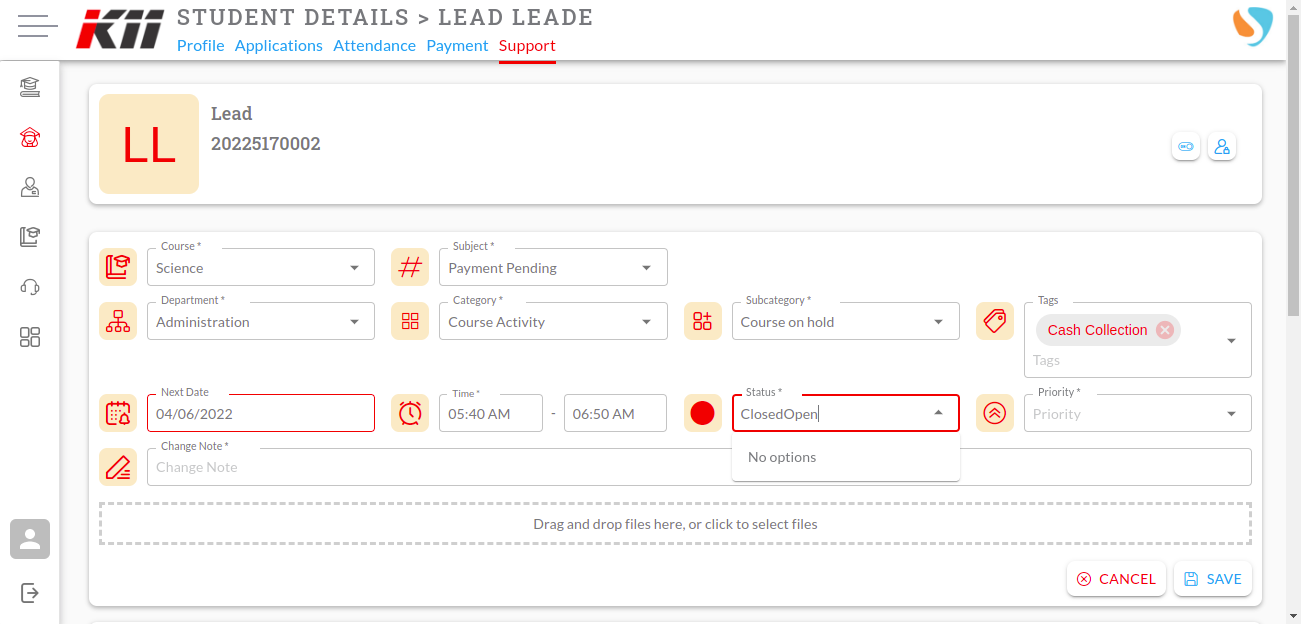 KII
STUDENT DETAILS > LEAD LEADE
Profile Applications Attendance Payment Support
LL
Lead
20225170002
Course *
Science
Subject *
Payment Pending
Department *
Administration
Category *
Course Activity
Subcategory *
Course on hold
Tags
Cash Collection
Tags
Next Date
04/06/2022
Time *
05:40 AM - 06:50 AM
Status *
ClosedOpen
No options
Priority *
Priority
Change Note *
Change Note
Drag and drop files here, or click to select files
CANCEL SAVE